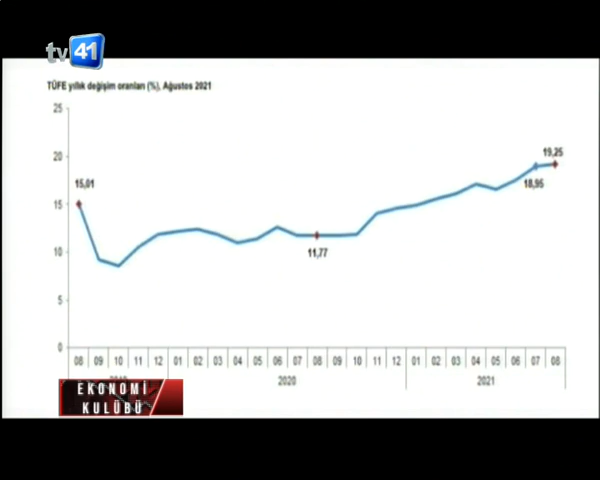 tv 41
TÜFE yıllık değişim oranları (%), Ağustos 2021
25
20
15
10
5
0
15,01
11,77
18,95
19,25
08 09 10 11 12 01 02 03 04 05 06 07 08 09 10 11 12 01 02 03 04 05 06 07 08
2020 2021
EKONOMİ
KULÜBÜ